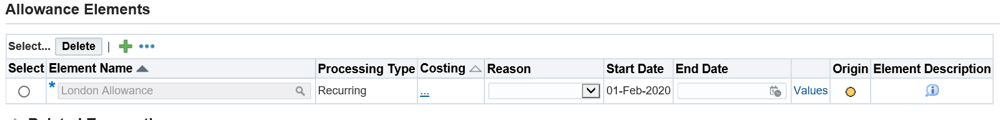 Allowance Elements
Select... Delete | 
Select Element Name Processing Type Costing Reason Start Date End Date Origin Element Description
* London Allowance Recurring ... 01-Feb-2020 Values